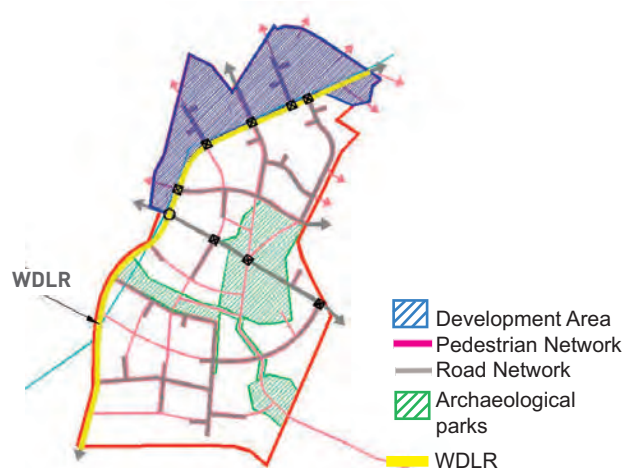 WDLR
Development Area
Pedestrian Network
Road Network
Archaeological
parks
WDLR